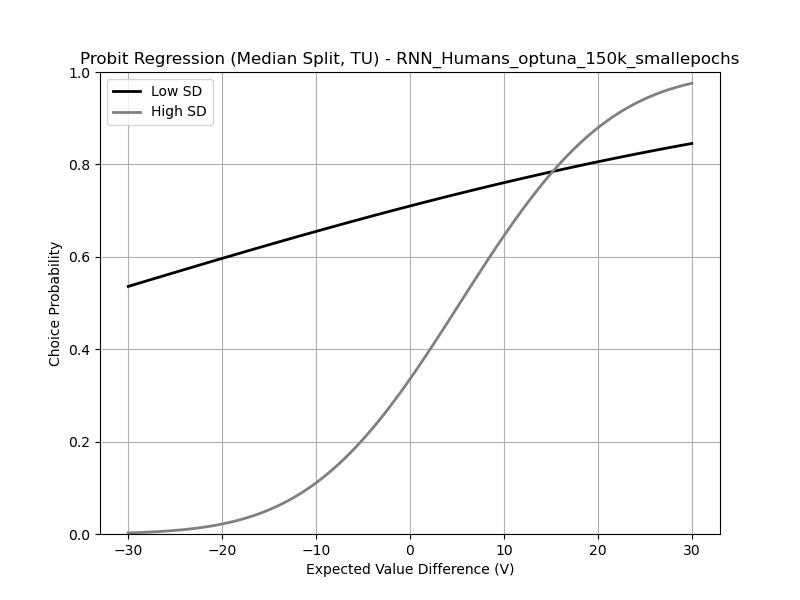 Probit Regression (Median Split, TU) - RNN_Humans_optuna_150k_smallepochs
1.0
Low SD
High SD
0.8
0.6
Choice Probability
0.4
0.2
0.0
−30
−20
−10
0
10
20
30
Expected Value Difference (V)